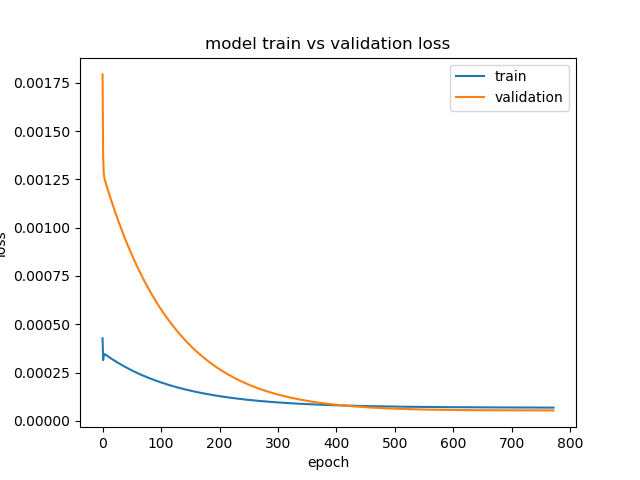 model train vs validation loss
train
validation
0.00175
0.00150
0.00125
0.00100
0.00075
0.00050
0.00025
0.00000
loss
0 100 200 300 400 500 600 700 800
epoch